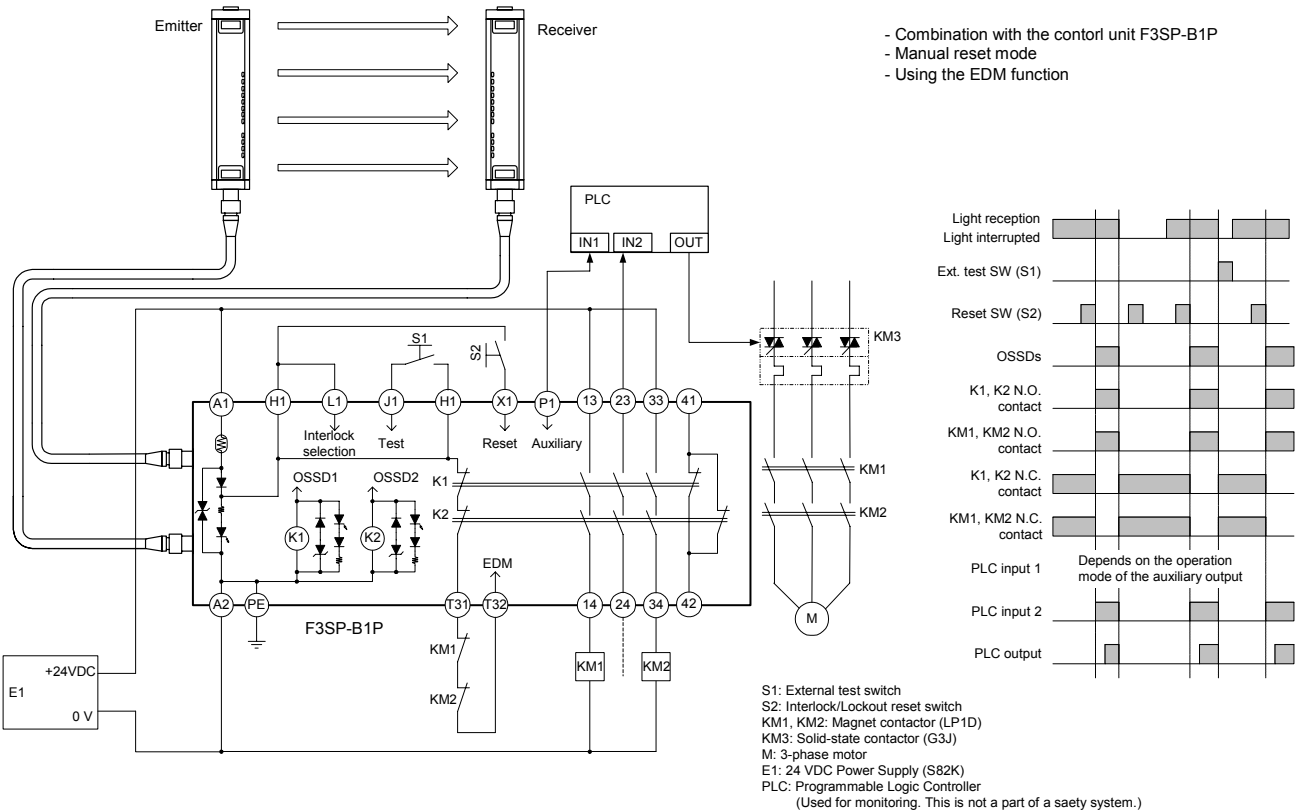 Emitter
Receiver
- Combination with the contorl unit F3SP-B1P
- Manual reset mode
- Using the EDM function
PLC
IN1 IN2 OUT
KM3
S1
S2
A1 H1 L1 J1 H1 X1 P1 13 23 33 41
Interlock
selection
Test
Reset
Auxiliary
OSSD1
OSSD2
K1
K2
K1
K2
KM1
KM2
EDM
A2 PE T31 T32 14 24 34 42
F3SP-B1P
M
KM1
KM2
KM1
KM2
E1
+24VDC
0 V
S1: External test switch
S2: Interlock/Lockout reset switch
KM1, KM2: Magnet contactor (LP1D)
KM3: Solid-state contactor (G3J)
M: 3-phase motor
E1: 24 VDC Power Supply (S82K)
PLC: Programmable Logic Controller
(Used for monitoring. This is not a part of a saety system.)
Light reception
Light interrupted
Ext. test SW (S1)
Reset SW (S2)
OSSDs
K1, K2 N.O.
contact
KM1, KM2 N.O.
contact
K1, K2 N.C.
contact
KM1, KM2 N.C.
contact
PLC input 1
Depends on the operation
mode of the auxiliary output
PLC input 2
PLC output